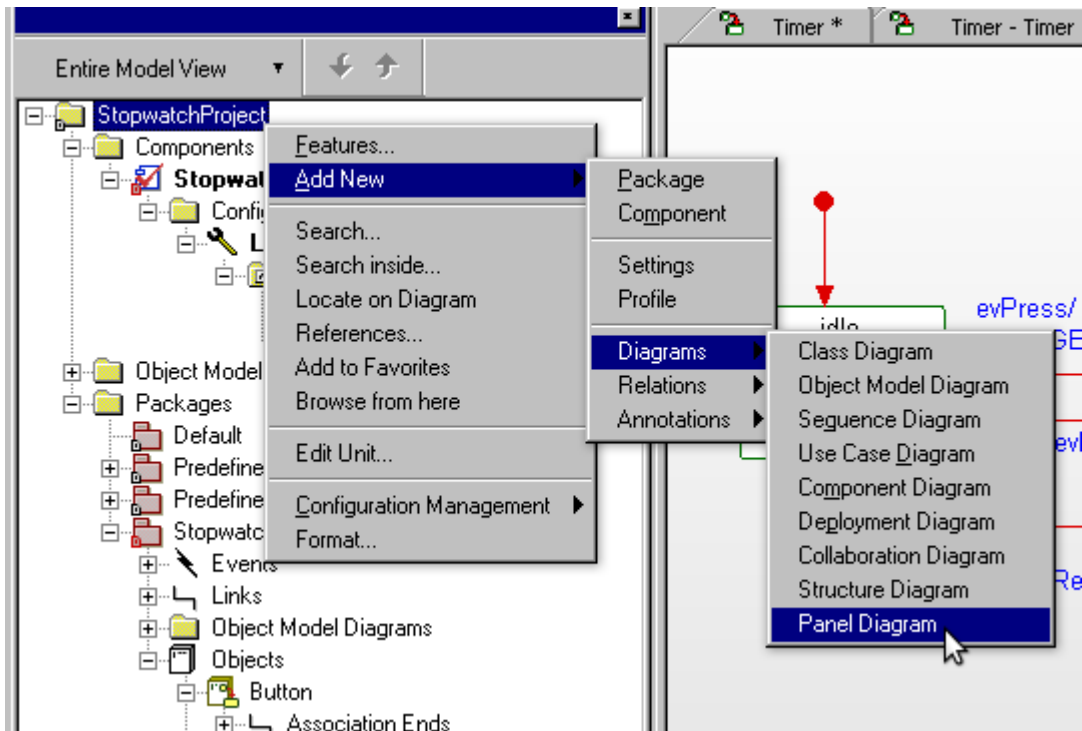 Timer *
Timer - Timer
Entire Model View
StopwatchProject
Components
Stopwat
Config
L
Object Model
Packages
Default
Predefine
Predefine
Stopwatc
Events
Links
Object Model Diagrams
Objects
Button
Association Ends
Features...
Add New
Search...
Search inside...
Locate on Diagram
References...
Add to Favorites
Browse from here
Edit Unit...
Configuration Management
Format...
Package
Component
Settings
Profile
Diagrams
Relations
Annotations
Class Diagram
Object Model Diagram
Sequence Diagram
Use Case Diagram
Component Diagram
Deployment Diagram
Collaboration Diagram
Structure Diagram
Panel Diagram
idle
evPress/
GE
Re